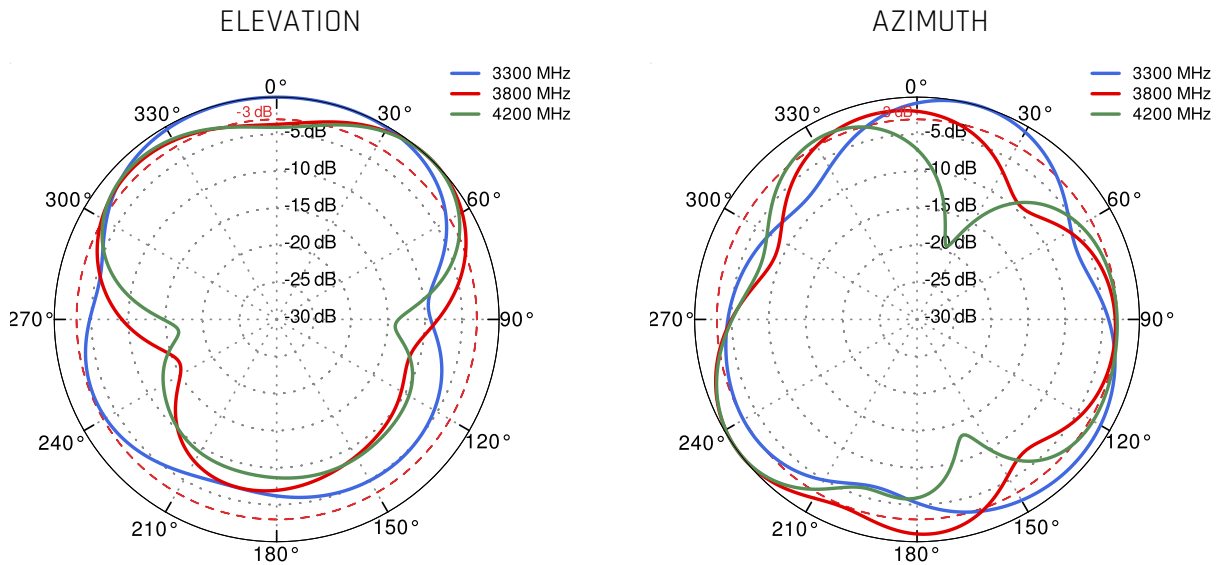 ELEVATION
3300 MHz
3800 MHz
4200 MHz
0°
30°
60°
90°
120°
150°
180°
210°
240°
270°
300°
330°
-3 dB
-5 dB
-10 dB
-15 dB
-20 dB
-25 dB
-30 dB
AZIMUTH
3300 MHz
3800 MHz
4200 MHz
0°
30°
60°
90°
120°
150°
180°
210°
240°
270°
300°
330°
-3 dB
-5 dB
-10 dB
-15 dB
-20 dB
-25 dB
-30 dB